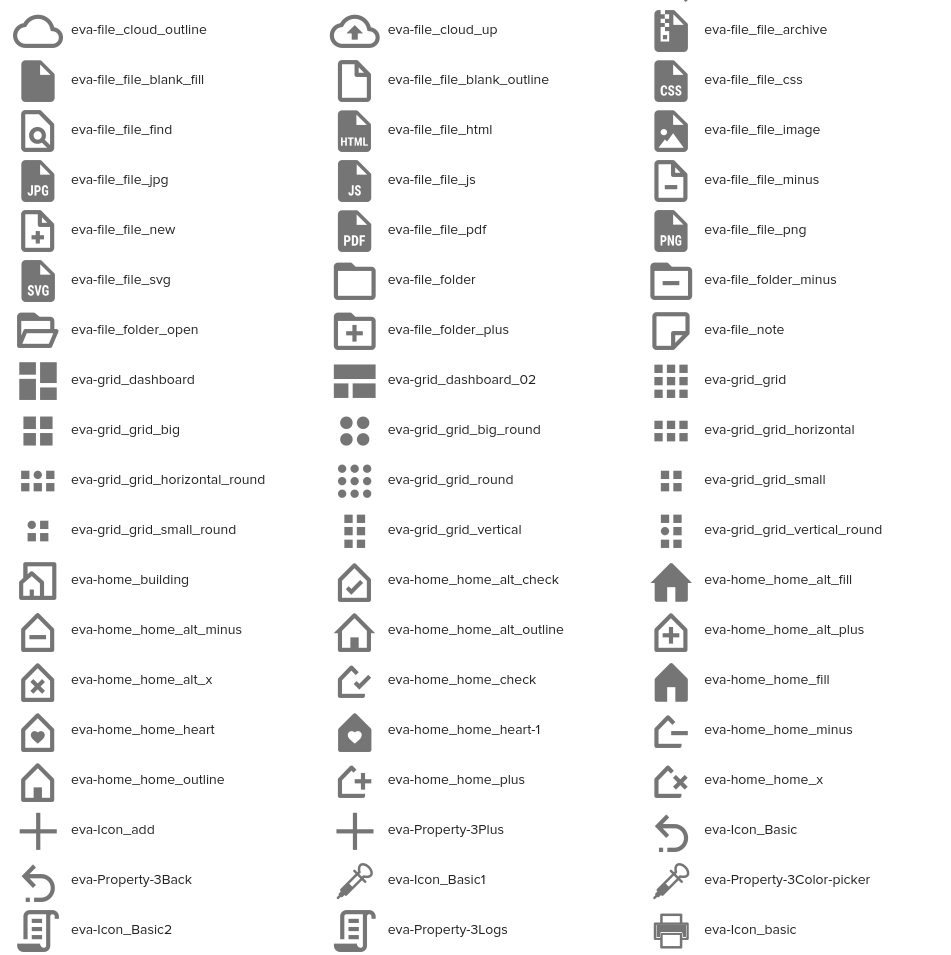 eva-file_cloud_outline eva-file_cloud_up eva-file_file_archive
eva-file_file_blank_fill eva-file_file_blank_outline eva-file_file_css
CSS
eva-file_file_find eva-file_file_html eva-file_file_image
HTML
eva-file_file_jpg eva-file_file_js eva-file_file_minus
JPG JS
eva-file_file_new eva-file_file_pdf eva-file_file_png
PDF PNG
eva-file_file_svg eva-file_folder eva-file_folder_minus
SVG
eva-file_folder_open eva-file_folder_plus eva-file_note
eva-grid_dashboard eva-grid_dashboard_02 eva-grid_grid
eva-grid_grid_big eva-grid_grid_big_round eva-grid_grid_horizontal
eva-grid_grid_horizontal_round eva-grid_grid_round eva-grid_grid_small
eva-grid_grid_small_round eva-grid_grid_vertical eva-grid_grid_vertical_round
eva-home_building eva-home_home_alt_check eva-home_home_alt_fill
eva-home_home_alt_minus eva-home_home_alt_outline eva-home_home_alt_plus
eva-home_home_alt_x eva-home_home_check eva-home_home_fill
eva-home_home_heart eva-home_home_heart-1 eva-home_home_minus
eva-home_home_outline eva-home_home_plus eva-home_home_x
eva-Icon_add eva-Property-3Plus eva-Icon_Basic
eva-Property-3Back eva-Icon_Basic1 eva-Property-3Color-picker
eva-Icon_Basic2 eva-Property-3Logs eva-Icon_basic